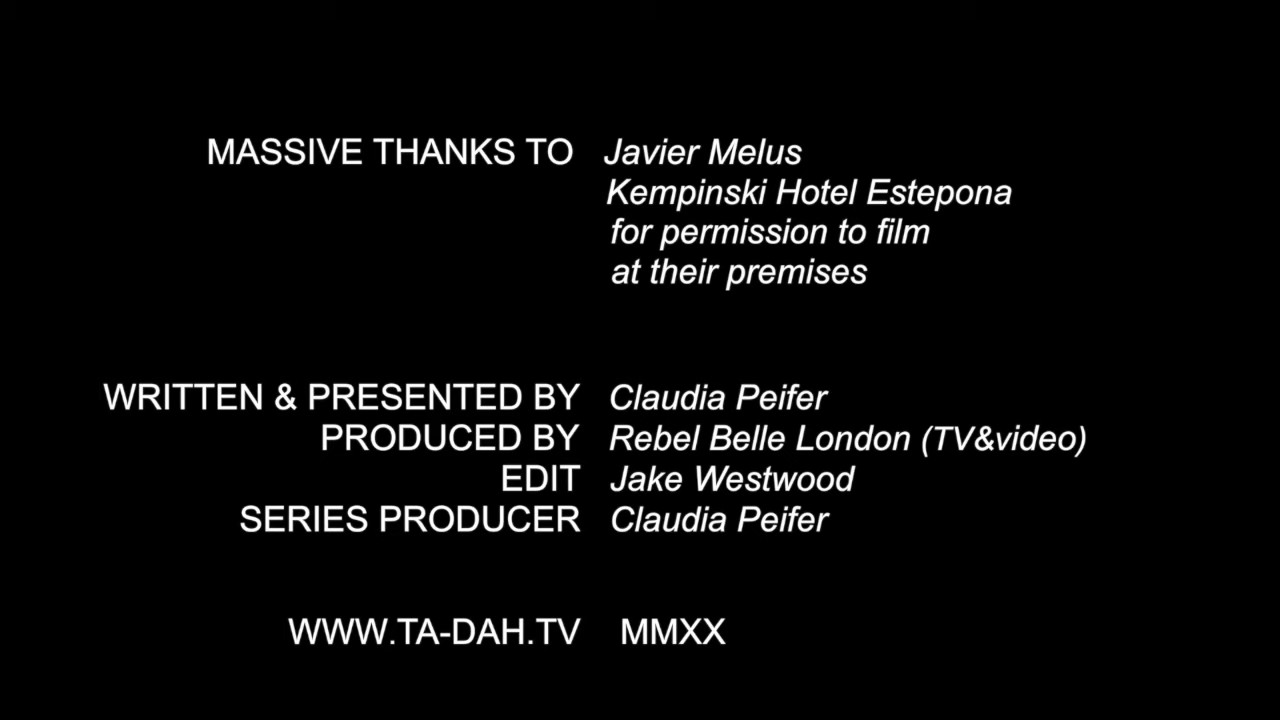 MASSIVE THANKS TO Javier Melus
Kempinski Hotel Estepona
for permission to film
at their premises
WRITTEN & PRESENTED BY Claudia Peifer
PRODUCED BY Rebel Belle London (TV&video)
EDIT Jake Westwood
SERIES PRODUCER Claudia Peifer
WWW.TA-DAH.TV MMXX